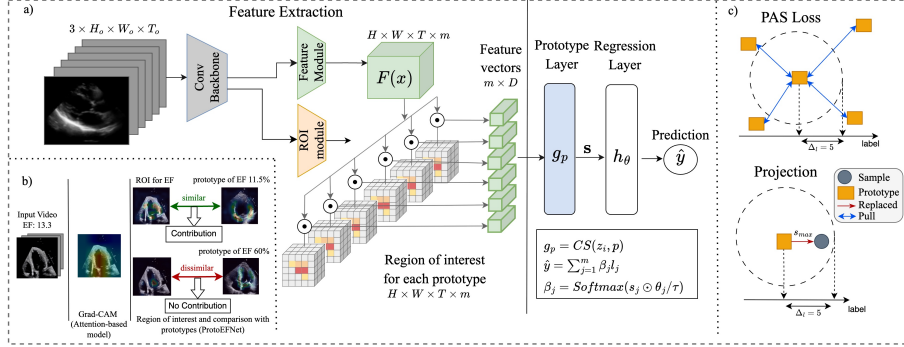 a)
Feature Extraction
3 × H_o × W_o × T_o
Conv
Backbone
Feature
Module
ROI
module
H × W × T × m
F(x)
Feature
vectors
m × D
Region of interest
for each prototype
H × W × T × m
Prototype
Layer
Regression
Layer
g_p
s
h_θ
Prediction
ŷ
g_p = CS(z_i, p)
ŷ = ∑_{j=1}^{m} β_j l_j
β_j = Softmax(s_j ⊙ θ_j/τ)
b)
Input Video
EF: 13.3
Grad-CAM
(Attention-based
model)
ROI for EF
prototype of EF 11.5%
similar
Contribution
prototype of EF 60%
dissimilar
No Contribution
Region of interest and comparison with
prototypes (ProtoEFNet)
c)
PAS Loss
Δ_l = 5
label
Projection
Sample
Prototype
Replaced
Pull
s_max
Δ_l = 5
label